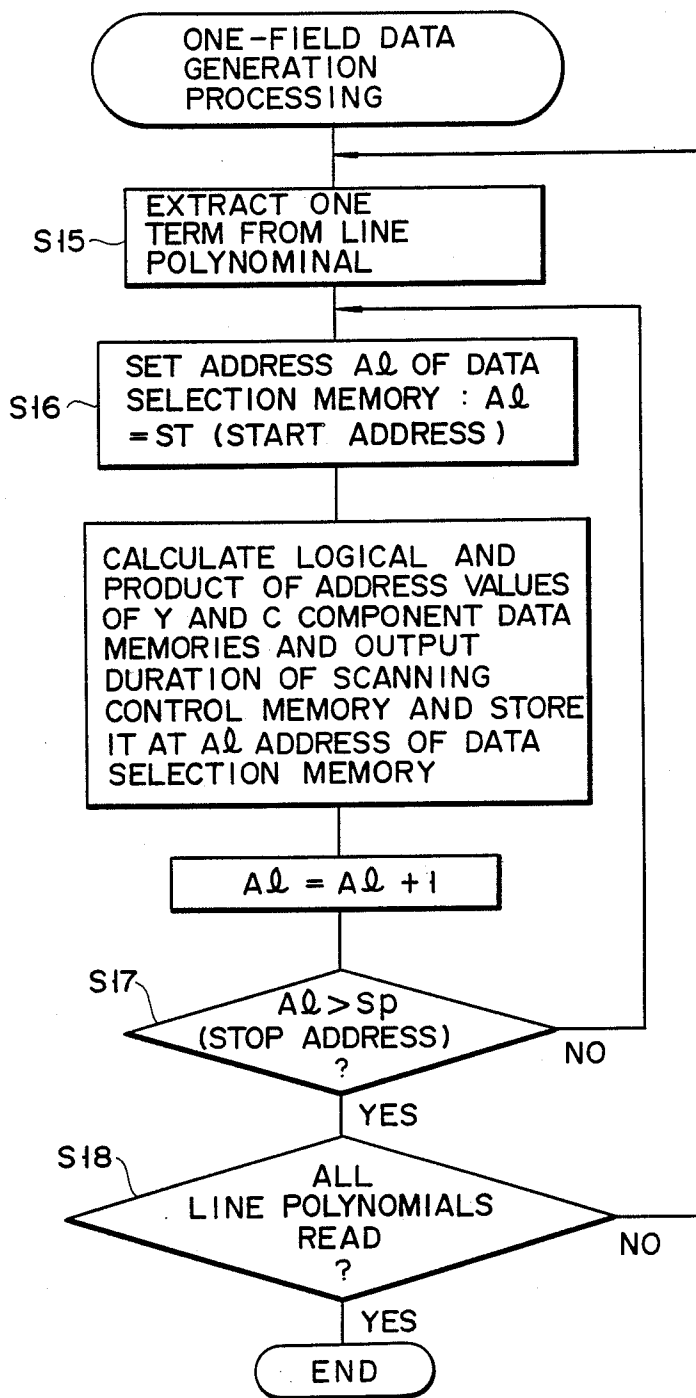 ONE-FIELD DATA
GENERATION
PROCESSING
S15
EXTRACT ONE
TERM FROM LINE
POLYNOMINAL
S16
SET ADDRESS Aℓ OF DATA
SELECTION MEMORY : Aℓ
=ST (START ADDRESS)
CALCULATE LOGICAL AND
PRODUCT OF ADDRESS VALUES
OF Y AND C COMPONENT DATA
MEMORIES AND OUTPUT
DURATION OF SCANNING
CONTROL MEMORY AND STORE
IT AT Aℓ ADDRESS OF DATA
SELECTION MEMORY
Aℓ = Aℓ +1
S17
Aℓ>Sp
(STOP ADDRESS)
?
NO
YES
S18
ALL
LINE POLYNOMIALS
READ
?
NO
YES
END